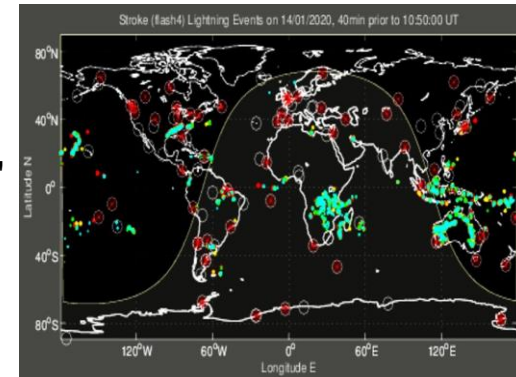 Stroke (flash4) Lightning Events on 14/01/2020, 40min prior to 10:50:00 UT
80°N
40°N
0°
40°S
80°S
Latitude N
120°W 60°W 0° 60°E 120°E
Longitude E